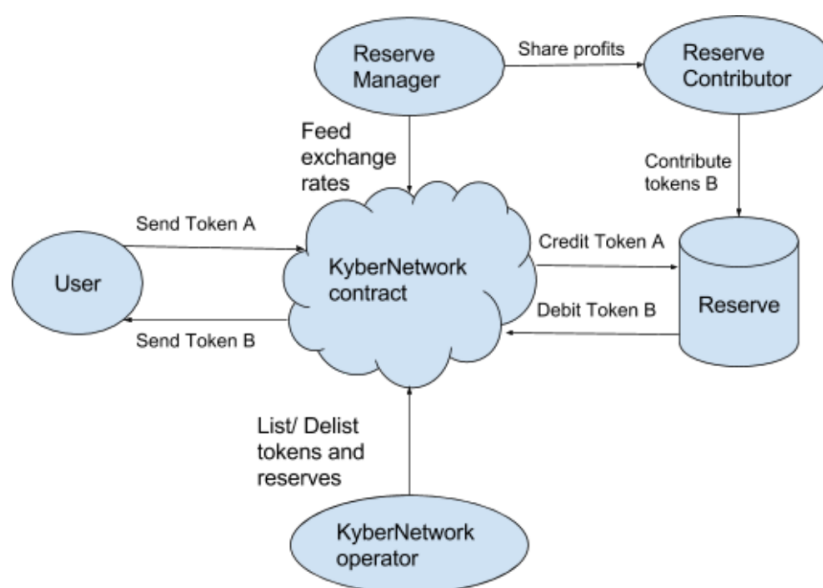 Reserve
Manager
Share profits
Reserve
Contributor
Feed
exchange
rates
Contribute
tokens B
Send Token A
Credit Token A
User
KyberNetwork
contract
Reserve
Send Token B
Debit Token B
List/ Delist
tokens and
reserves
KyberNetwork
operator